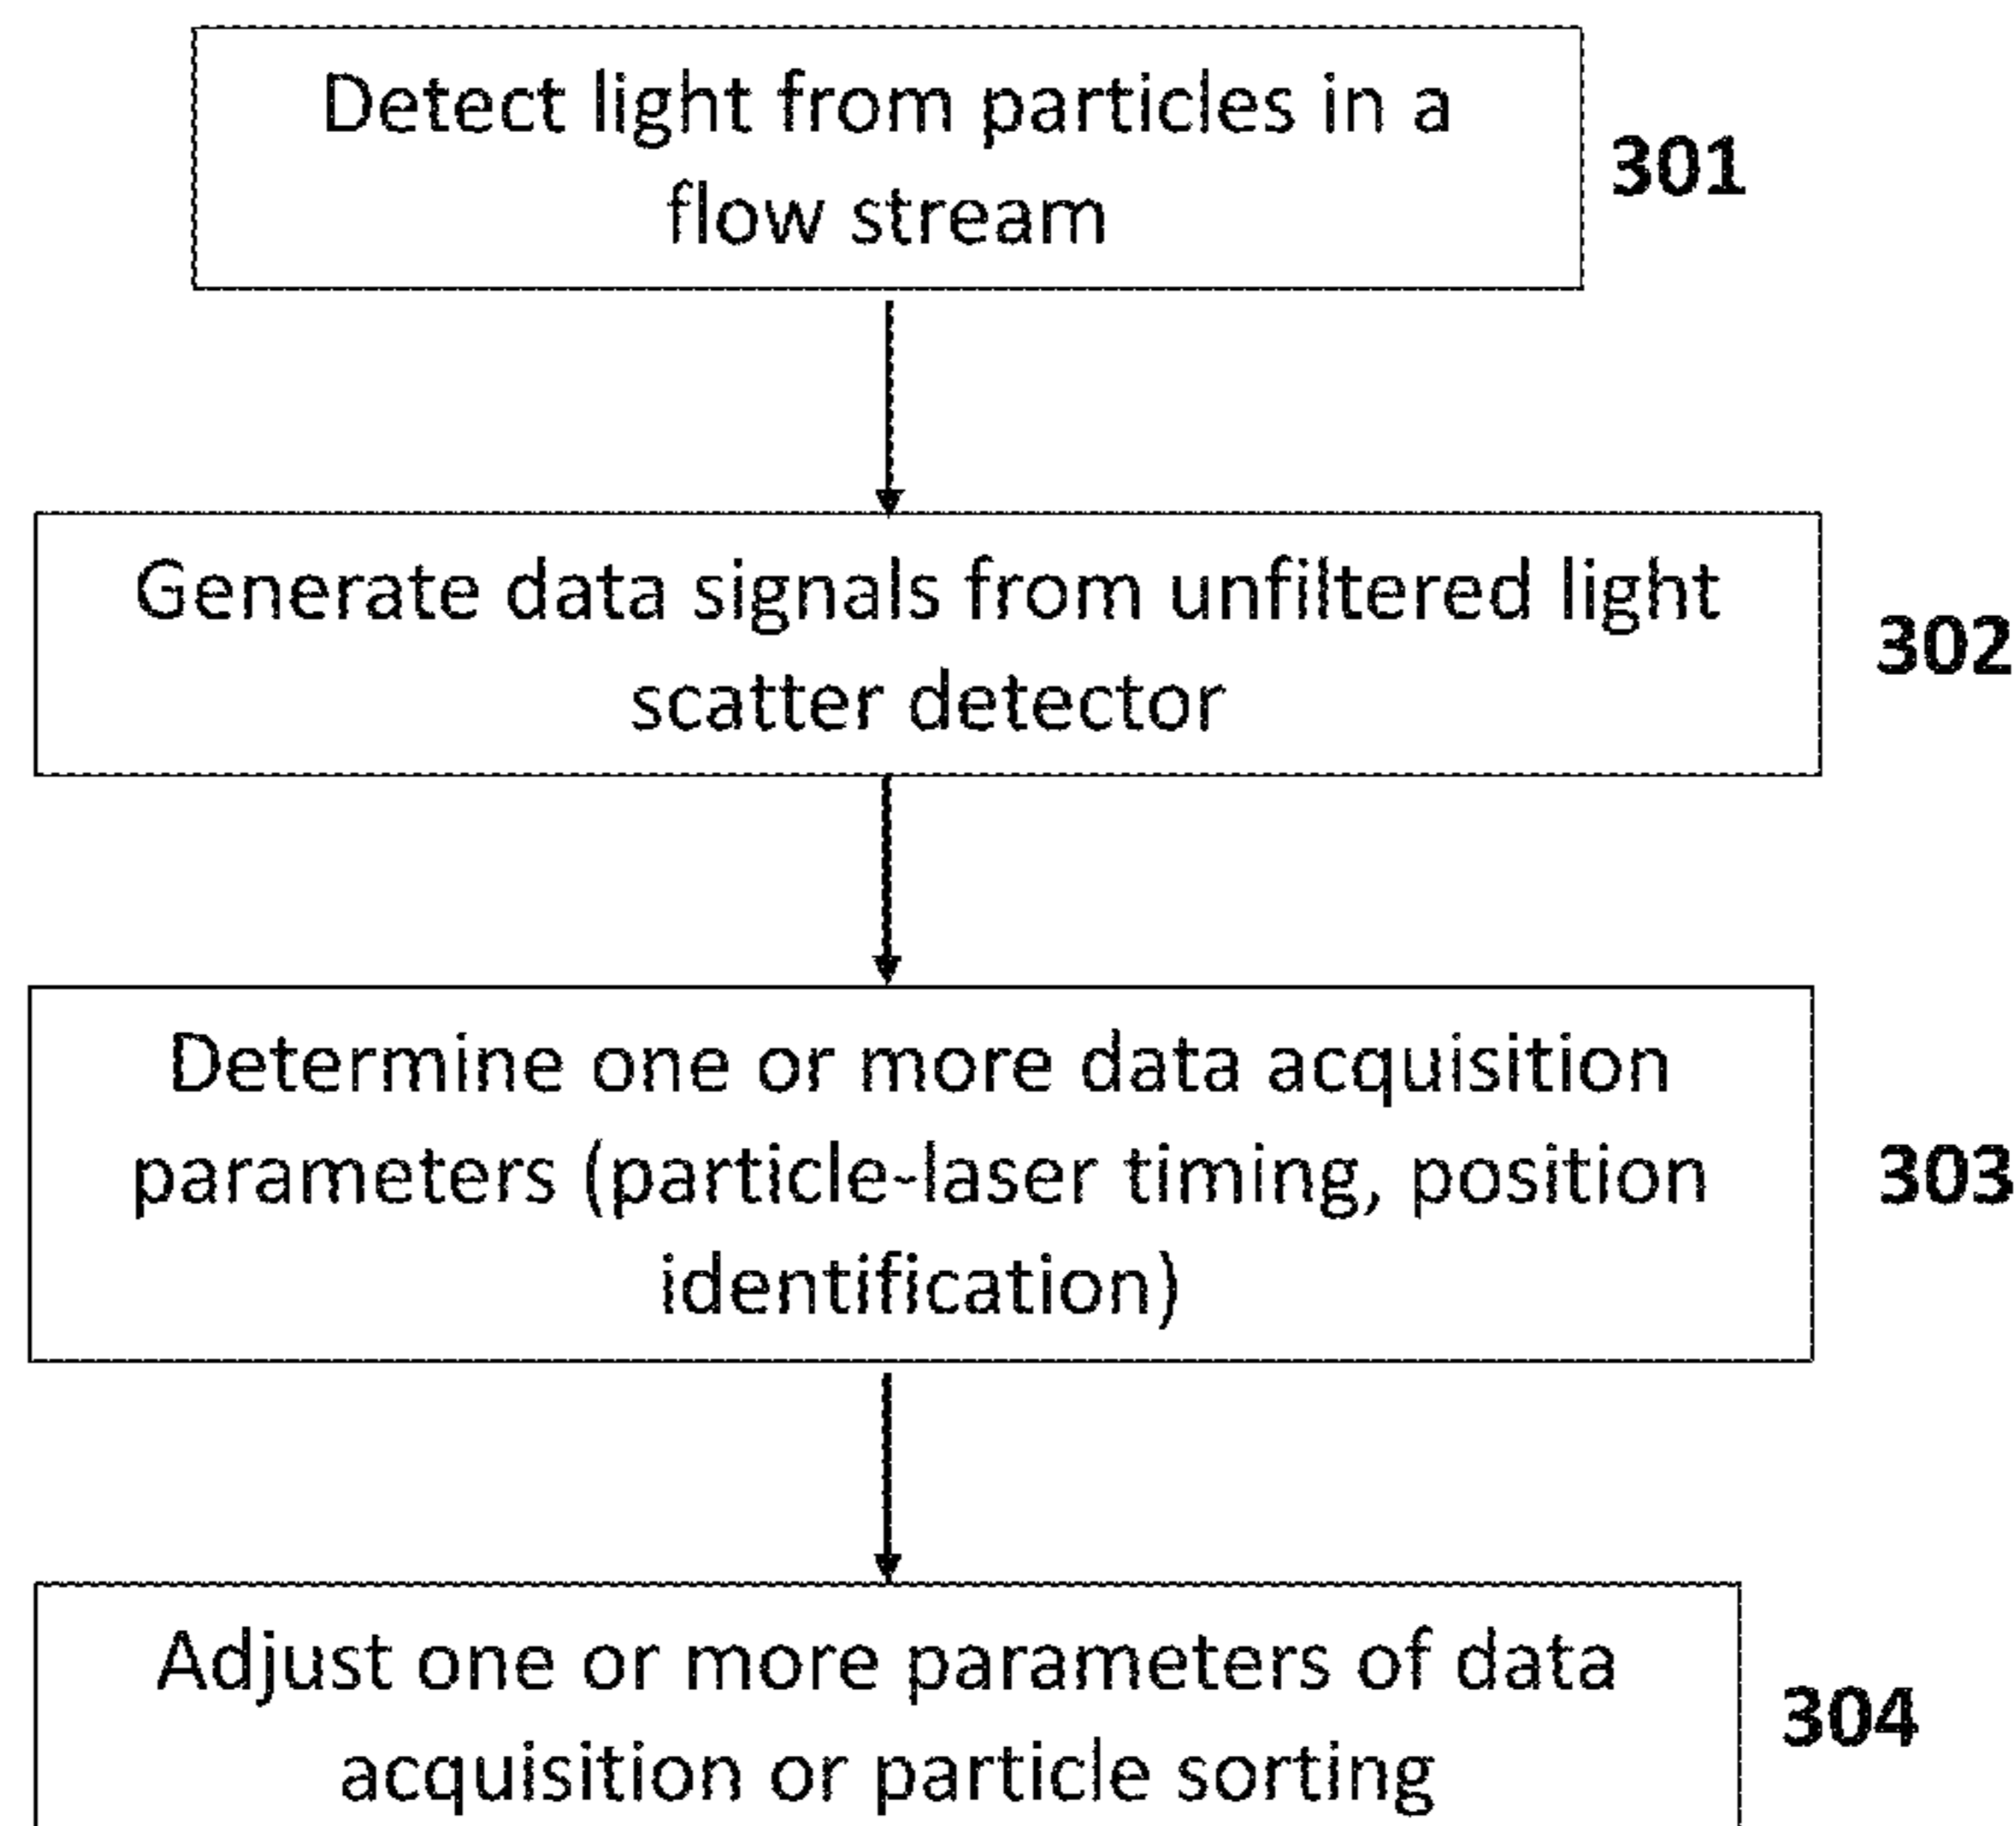 Detect light from particles in a
flow stream
301
Generate data signals from unfiltered light
scatter detector
302
Determine one or more data acquisition
parameters (particle-laser timing, position
identification)
303
Adjust one or more parameters of data
acquisition or particle sorting
304